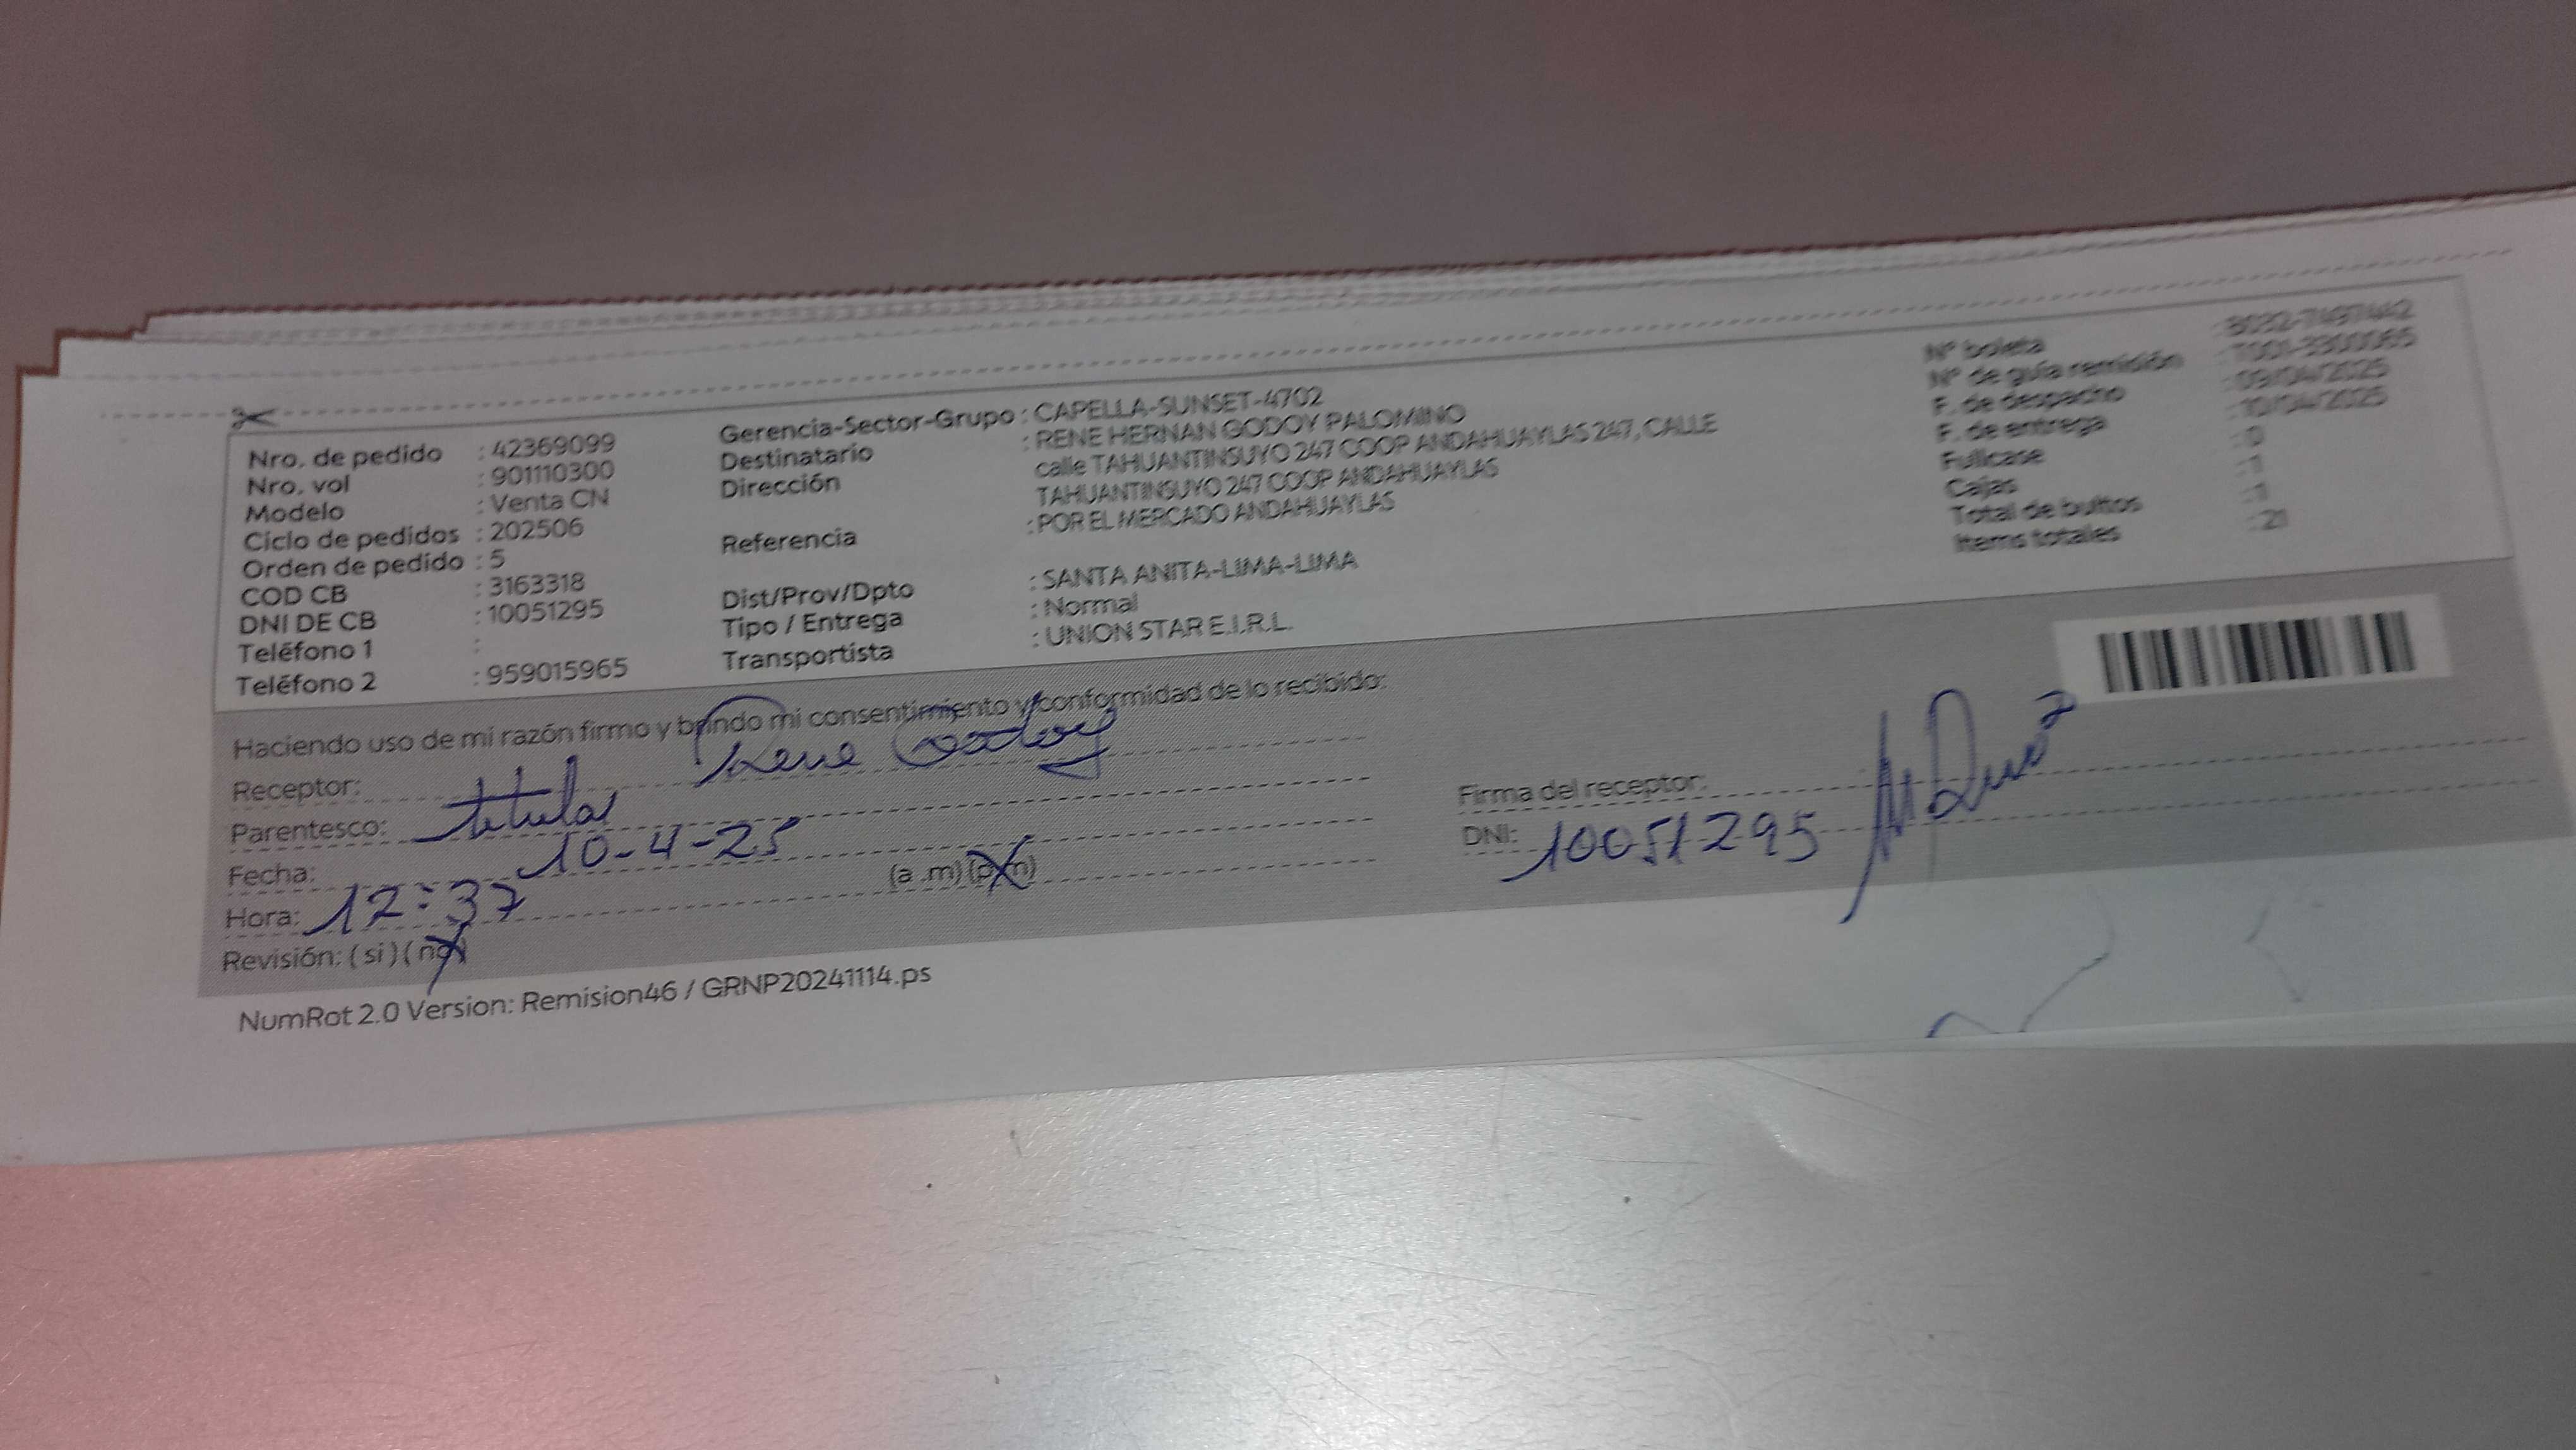 Nro. de pedido : 42369099
Nro. vol : 901110300
Modelo : Venta CN
Ciclo de pedidos : 202506
Orden de pedido : 5
COD CB : 3163318
DNI DE CB : 10051295
Teléfono 1 :
Teléfono 2 : 959015965
Gerencia-Sector-Grupo : CAPELLA-SUNSET-4702
Destinatario : RENE HERNAN GODOY PALOMINO
Dirección calle TAHUANTINSUYO 247 COOP ANDAHUAYLAS 247, CALLE
TAHUANTINSUYO 247 COOP ANDAHUAYLAS
Referencia : POR EL MERCADO ANDAHUAYLAS
Dist/Prov/Dpto : SANTA ANITA-LIMA-LIMA
Tipo / Entrega : Normal
Transportista : UNION STAR E.I.R.L.
Nº boleta
Nº de guía remisión
F. de despacho : 09/04/2025
F. de entrega : 10/04/2025
Fullcase : 0
Cajas : 1
Total de bultos : 1
Items totales : 21
Haciendo uso de mi razón firmo y brindo mi consentimiento y conformidad de lo recibido:
Receptor: Rene Godoy
Parentesco: titular
Fecha: 10-4-25
Hora: 12:37 (a .m) (p.m)
Revisión: ( si ) ( no )
Firma del receptor:
DNI: 10051295
NumRot 2.0 Version: Remision46 / GRNP20241114.ps